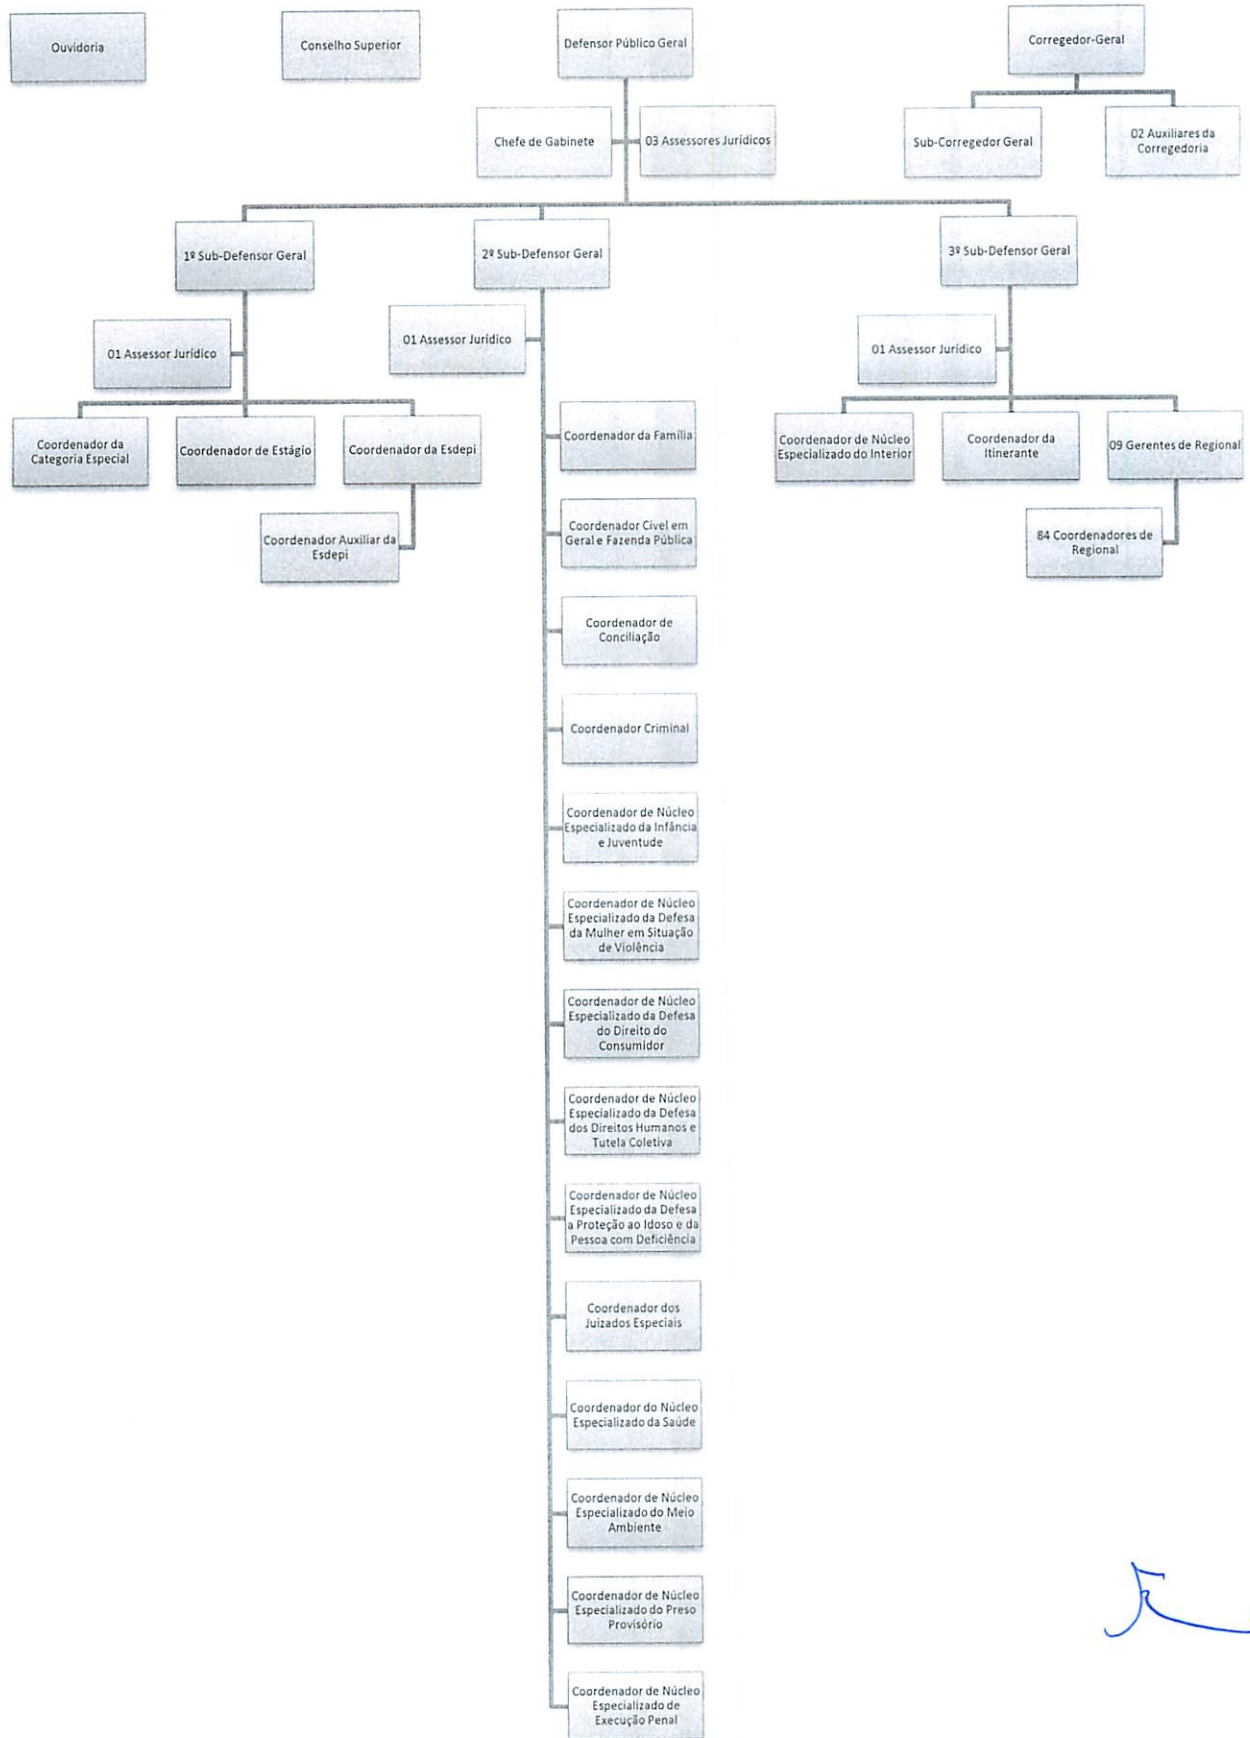 Ouvidoria
Conselho Superior
Defensor Público Geral
Corregedor-Geral
Chefe de Gabinete
03 Assessores Jurídicos
Sub-Corregedor Geral
02 Auxiliares da
Corregedoria
1º Sub-Defensor Geral
2º Sub-Defensor Geral
3º Sub-Defensor Geral
01 Assessor Jurídico
01 Assessor Jurídico
01 Assessor Jurídico
Coordenador da
Categoria Especial
Coordenador de Estágio
Coordenador da Esdepi
Coordenador Auxiliar da
Esdepi
Coordenador da Família
Coordenador Cível em
Geral e Fazenda Pública
Coordenador de
Conciliação
Coordenador Criminal
Coordenador de Núcleo
Especializado da Infância
e Juventude
Coordenador de Núcleo
Especializado da Defesa
da Mulher em Situação
de Violência
Coordenador de Núcleo
Especializado da Defesa
do Direito do
Consumidor
Coordenador de Núcleo
Especializado da Defesa
dos Direitos Humanos e
Tutela Coletiva
Coordenador de Núcleo
Especializado da Defesa
a Proteção ao Idoso e da
Pessoa com Deficiência
Coordenador dos
Juizados Especiais
Coordenador do Núcleo
Especializado da Saúde
Coordenador de Núcleo
Especializado do Meio
Ambiente
Coordenador de Núcleo
Especializado do Preso
Provisório
Coordenador de Núcleo
Especializado de
Execução Penal
Coordenador de Núcleo
Especializado do Interior
Coordenador da
Itinerante
09 Gerentes de Regional
84 Coordenadores de
Regional